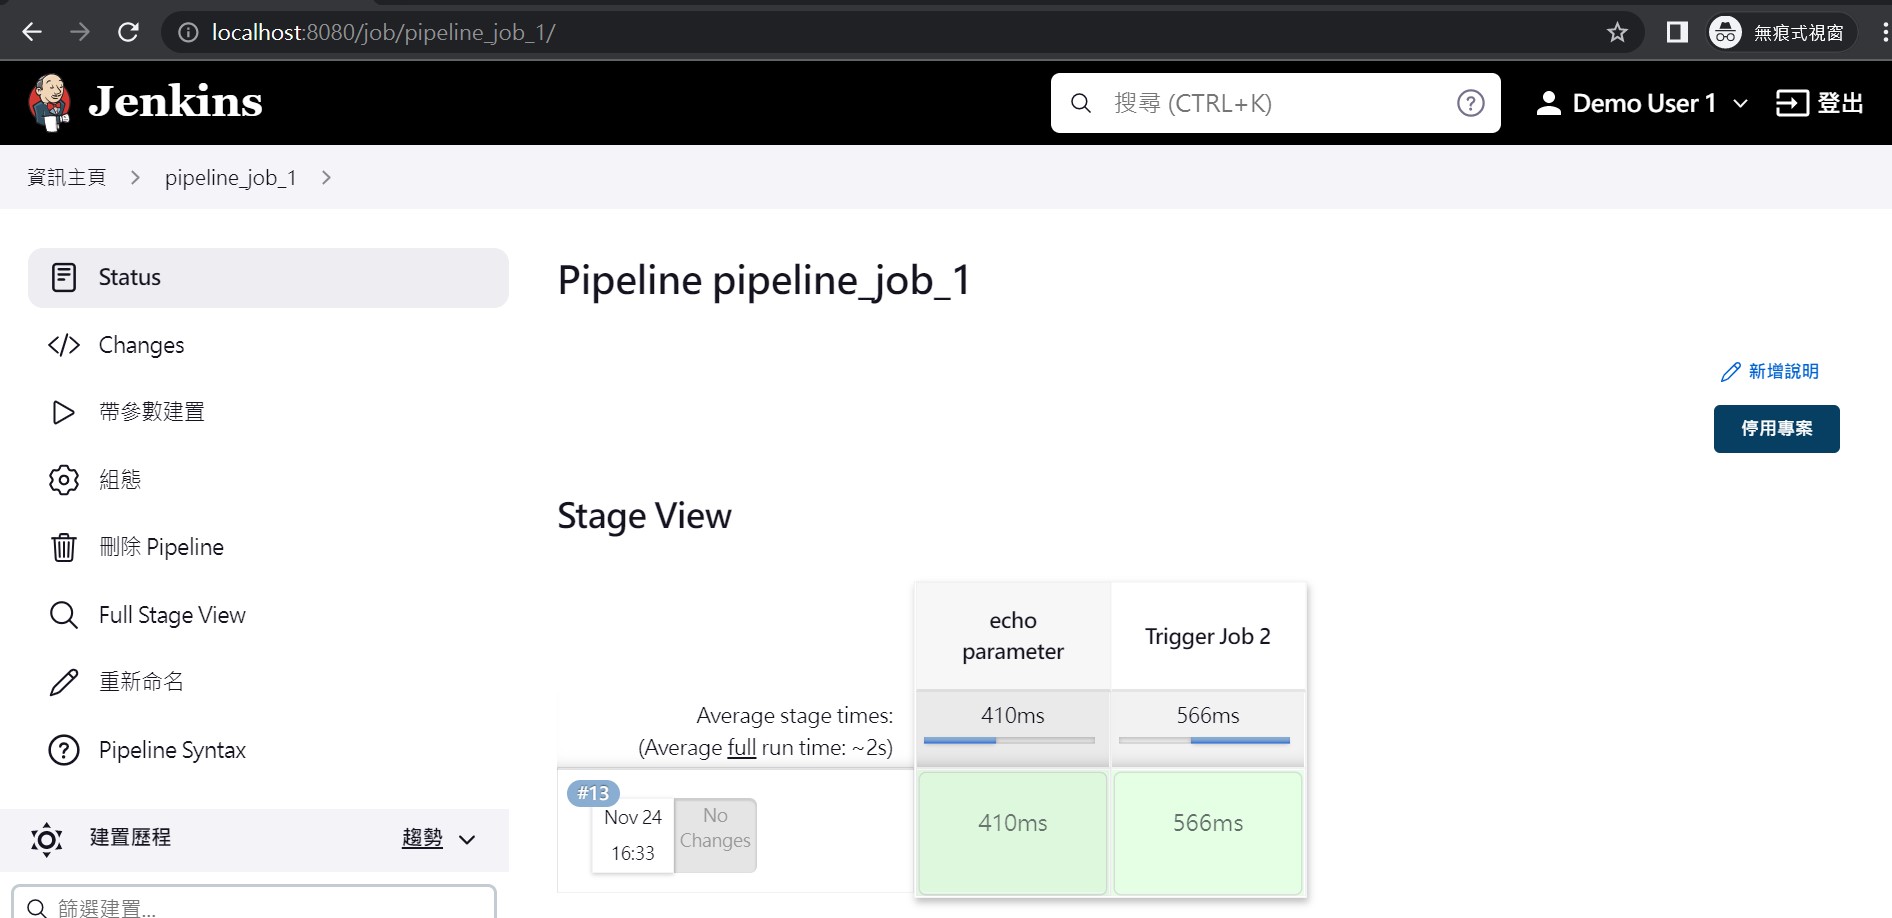 localhost:8080/job/pipeline_job_1/
無痕式視窗
Jenkins
搜尋 (CTRL+K)
Demo User 1
登出
資訊主頁
pipeline_job_1
Status
Changes
帶參數建置
組態
刪除 Pipeline
Full Stage View
重新命名
Pipeline Syntax
建置歷程
趨勢
篩選建置...
Pipeline pipeline_job_1
新增說明
停用專案
Stage View
echo
parameter
Trigger Job 2
Average stage times:
(Average full run time: ~2s)
410ms
566ms
#13
Nov 24
16:33
No
Changes
410ms
566ms